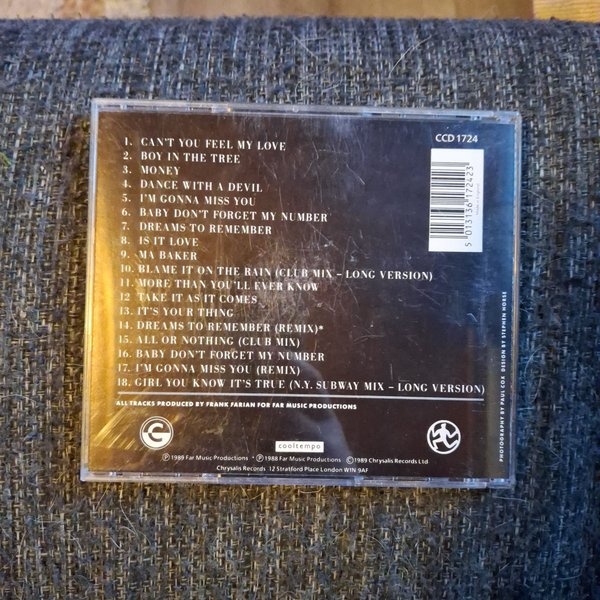 CCD 1724
1. CAN'T YOU FEEL MY LOVE
2. BOY IN THE TREE
3. MONEY
4. DANCE WITH A DEVIL
5. I'M GONNA MISS YOU
6. BABY DON'T FORGET MY NUMBER
7. DREAMS TO REMEMBER
8. IS IT LOVE
9. MA BAKER
10. BLAME IT ON THE RAIN (CLUB MIX – LONG VERSION)
11. MORE THAN YOU'LL EVER KNOW
12 TAKE IT AS IT COMES
13. IT'S YOUR THING
14. DREAMS TO REMEMBER (REMIX)*
15. ALL OR NOTHING (CLUB MIX)
16. BABY DON'T FORGET MY NUMBER
17. I'M GONNA MISS YOU (REMIX)
18. GIRL YOU KNOW IT'S TRUE (N.Y. SUBWAY MIX – LONG VERSION)
ALL TRACKS PRODUCED BY FRANK FARIAN FOR FAR MUSIC PRODUCTIONS
cooltempo
℗ 1989 Far Music Productions * ℗ 1988 Far Music Productions ©1989 Chrysalis Records Ltd
Chrysalis Records 12 Stratford Place London W1N 9AF
5 013136 172423
PHOTOGRAPHY BY PAUL COX DESIGN BY STEPHEN HORSE